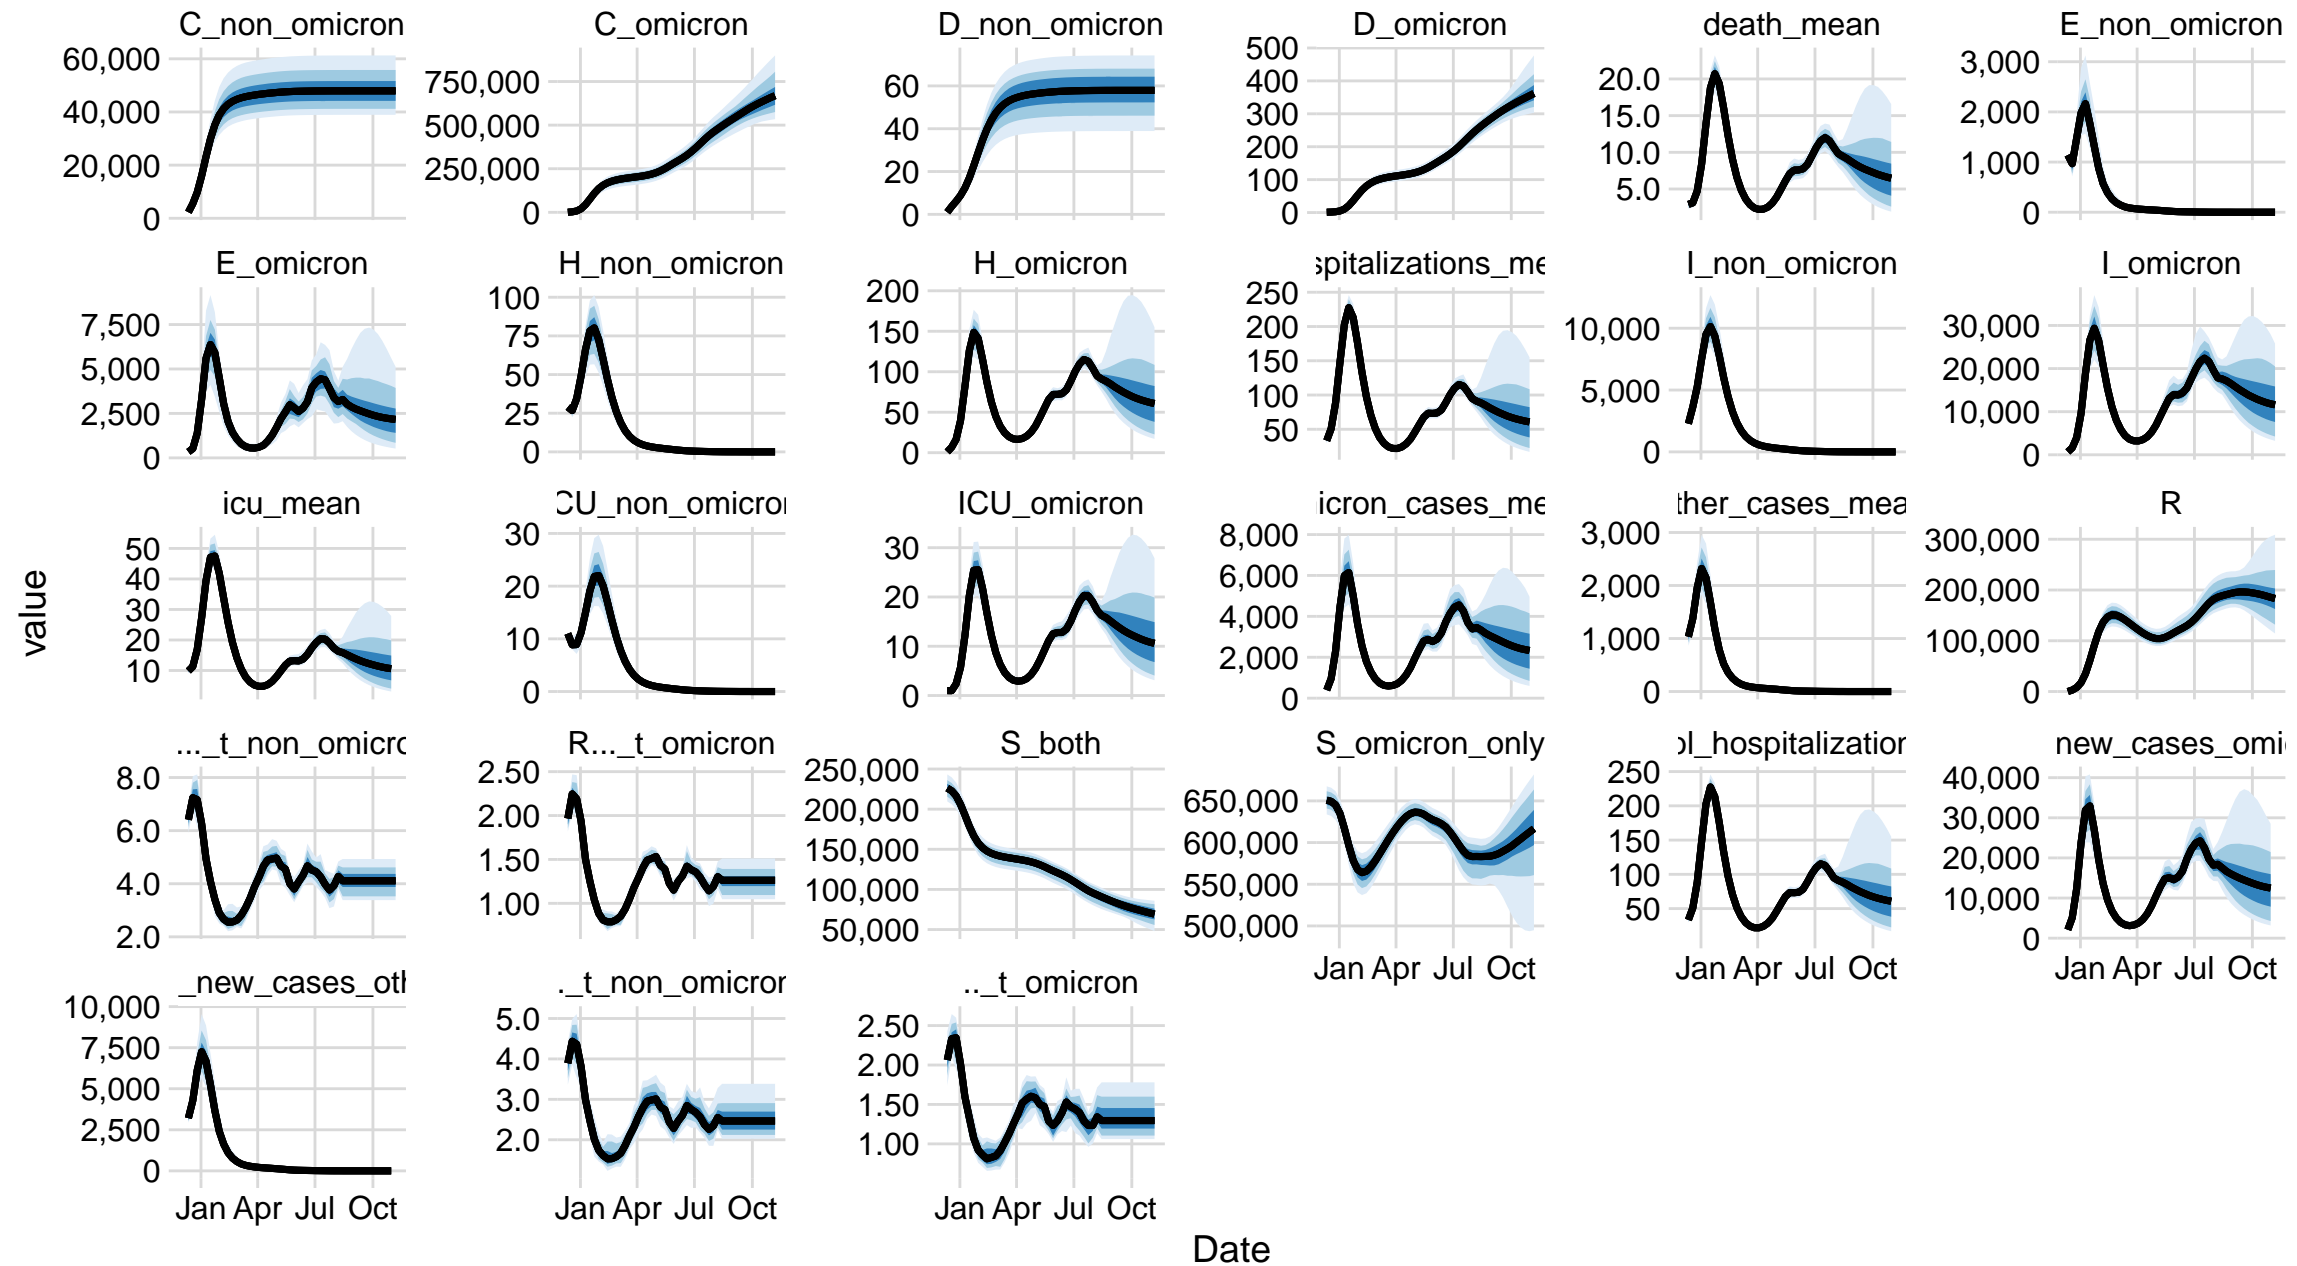 C_non_omicron C_omicron D_non_omicron D_omicron death_mean E_non_omicron
60,000 40,000 20,000 0
750,000 500,000 250,000 0
60 40 20 0
500 400 300 200 100 0
20.0 15.0 10.0 5.0
3,000 2,000 1,000 0
E_omicron H_non_omicron H_omicron spitalizations_me I_non_omicron I_omicron
7,500 5,000 2,500 0
100 75 50 25 0
200 150 100 50 0
250 200 150 100 50
10,000 5,000 0
30,000 20,000 10,000 0
icu_mean CU_non_omicron ICU_omicron icron_cases_me ther_cases_mea R
50 40 30 20 10
30 20 10 0
30 20 10 0
8,000 6,000 4,000 2,000 0
3,000 2,000 1,000 0
300,000 200,000 100,000 0
..._t_non_omicro R..._t_omicron S_both S_omicron_only ol_hospitalization new_cases_omi
8.0 6.0 4.0 2.0
2.50 2.00 1.50 1.00
250,000 200,000 150,000 100,000 50,000
650,000 600,000 550,000 500,000
250 200 150 100 50
40,000 30,000 20,000 10,000 0
Jan Apr Jul Oct Jan Apr Jul Oct Jan Apr Jul Oct
_new_cases_oth ._t_non_omicron .._t_omicron
10,000 7,500 5,000 2,500 0
5.0 4.0 3.0 2.0
2.50 2.00 1.50 1.00
Jan Apr Jul Oct Jan Apr Jul Oct Jan Apr Jul Oct
value
Date